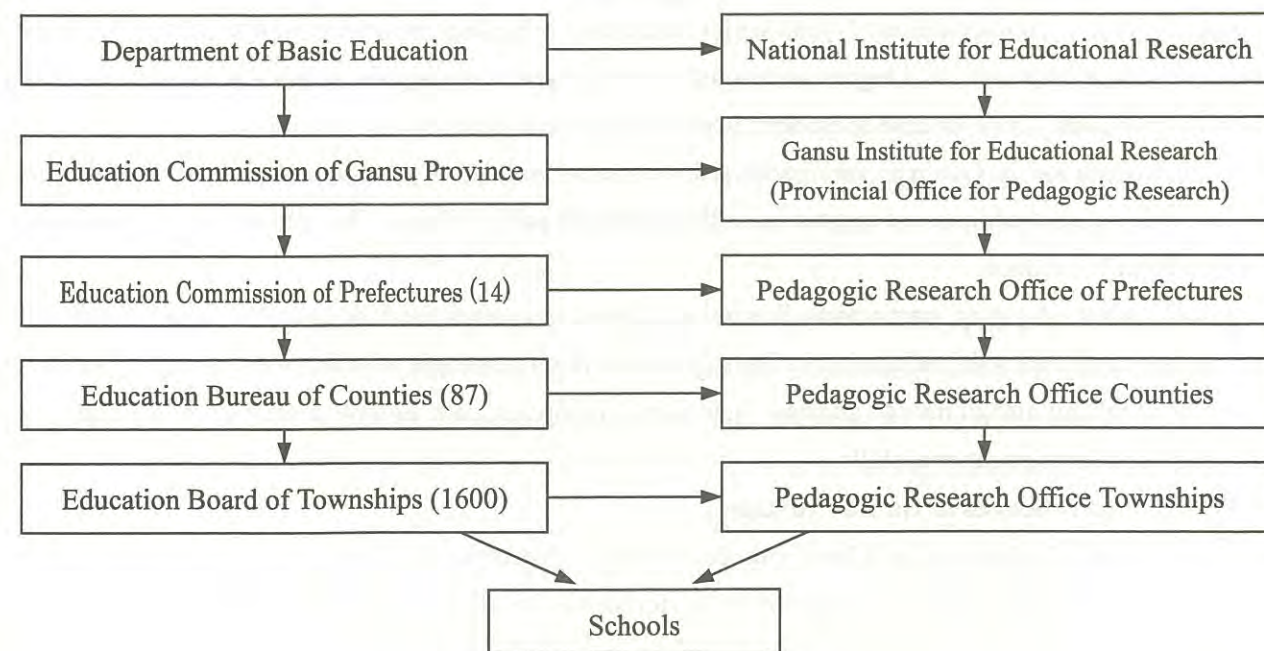 Department of Basic Education
National Institute for Educational Research
Education Commission of Gansu Province
Gansu Institute for Educational Research
(Provincial Office for Pedagogic Research)
Education Commission of Prefectures (14)
Pedagogic Research Office of Prefectures
Education Bureau of Counties (87)
Pedagogic Research Office Counties
Education Board of Townships (1600)
Pedagogic Research Office Townships
Schools